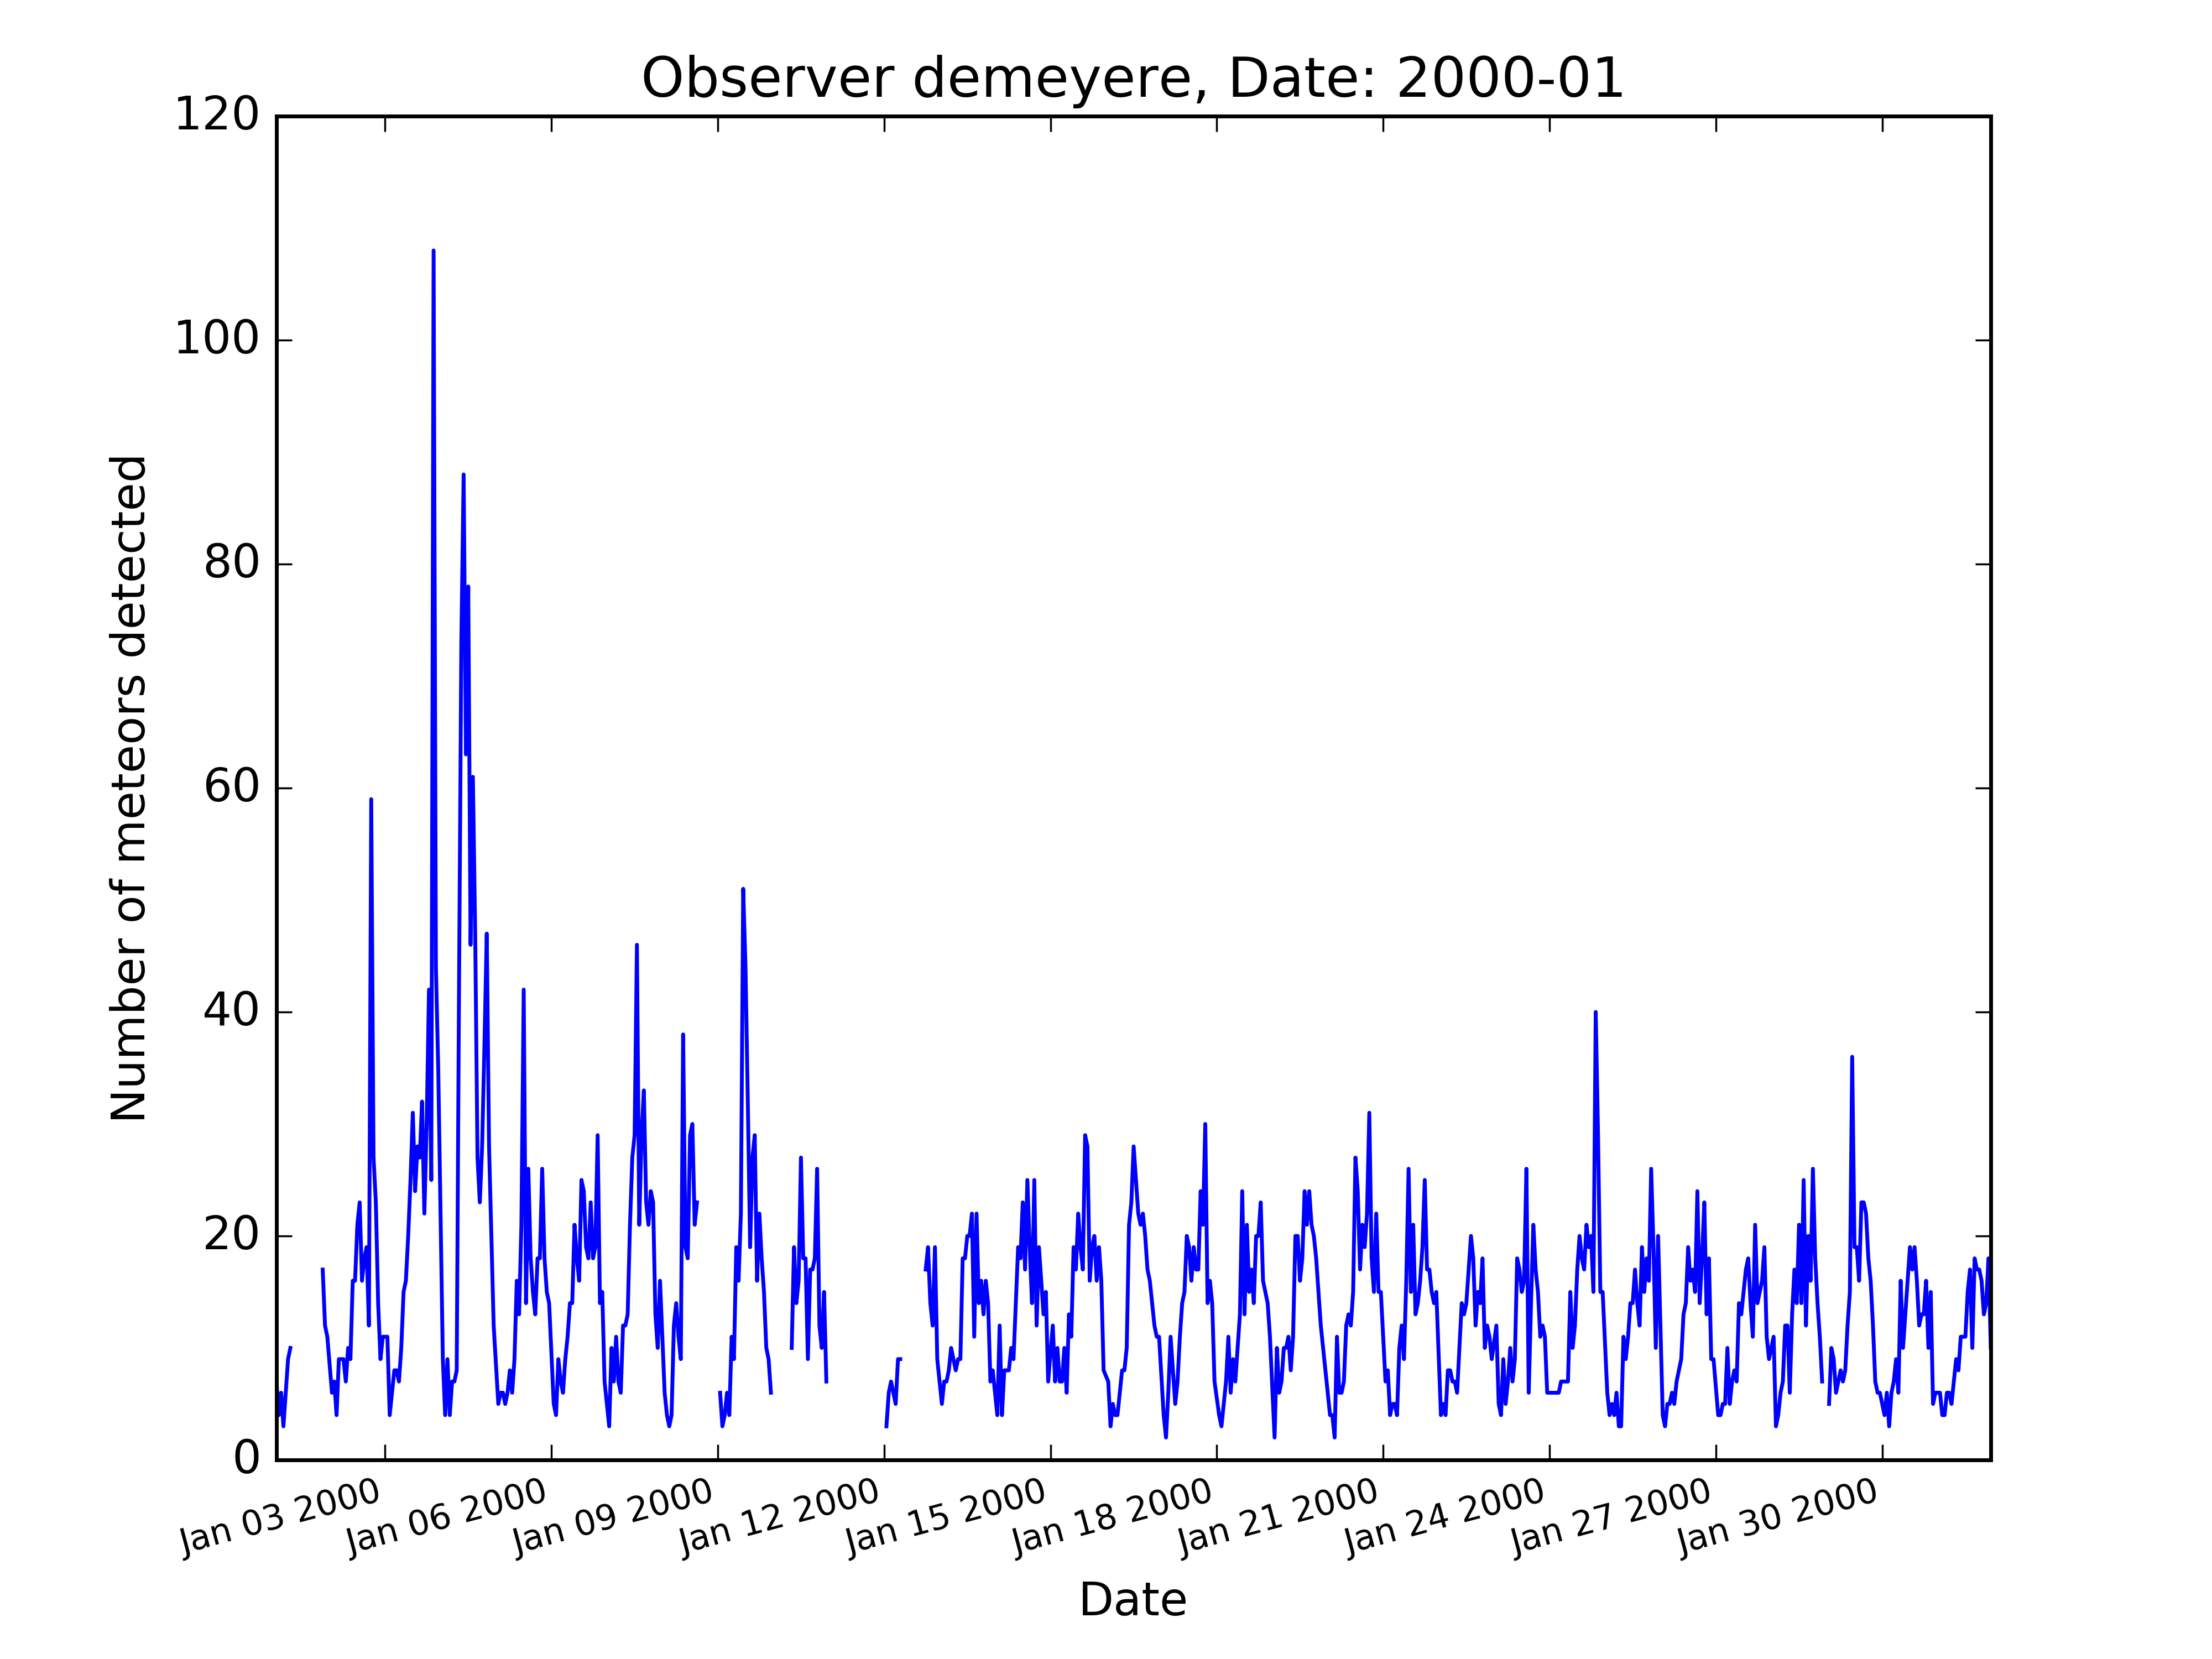 Observer demeyere, Date: 2000-01
120
100
80
60
40
20
0
Number of meteors detected
Jan 03 2000
Jan 06 2000
Jan 09 2000
Jan 12 2000
Jan 15 2000
Jan 18 2000
Jan 21 2000
Jan 24 2000
Jan 27 2000
Jan 30 2000
Date